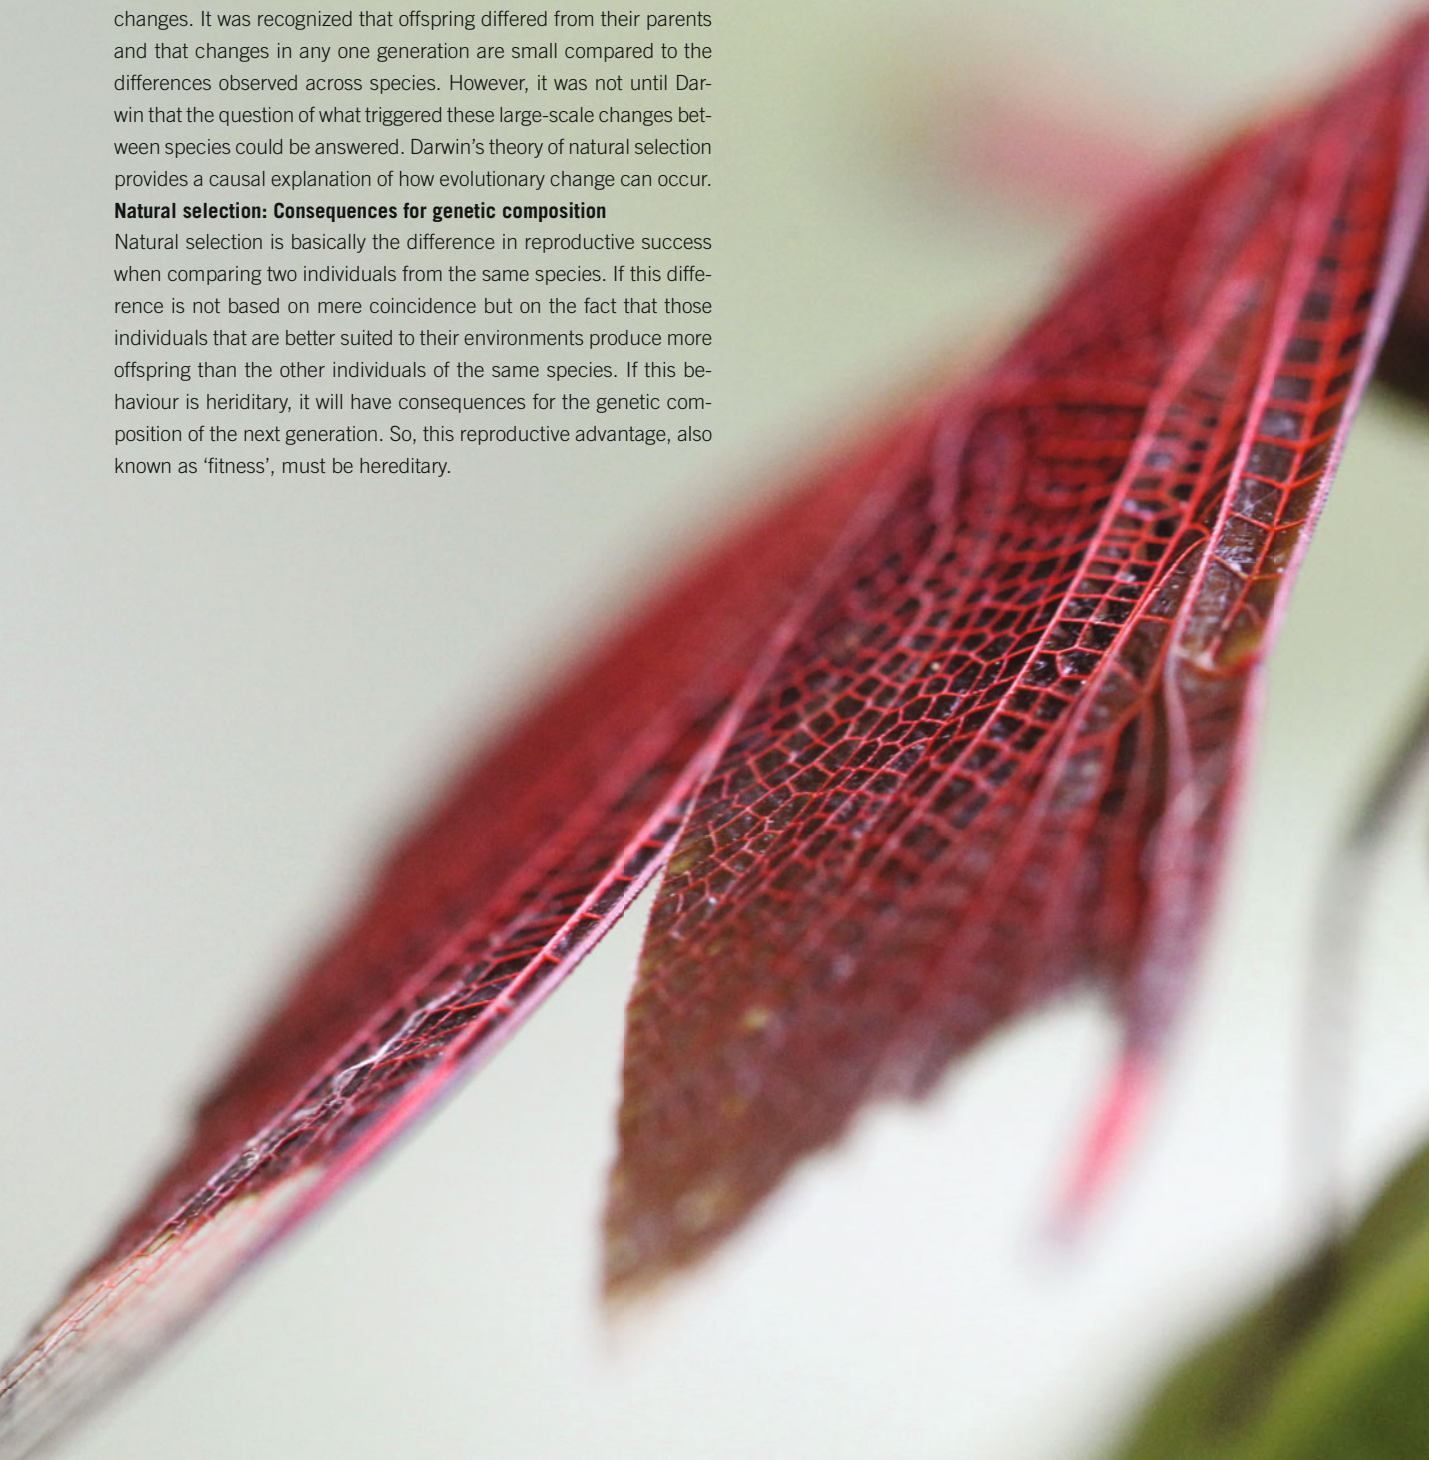 changes. It was recognized that offspring differed from their parents
and that changes in any one generation are small compared to the
differences observed across species. However, it was not until Dar-
win that the question of what triggered these large-scale changes bet-
ween species could be answered. Darwin’s theory of natural selection
provides a causal explanation of how evolutionary change can occur.
Natural selection: Consequences for genetic composition
Natural selection is basically the difference in reproductive success
when comparing two individuals from the same species. If this diffe-
rence is not based on mere coincidence but on the fact that those
individuals that are better suited to their environments produce more
offspring than the other individuals of the same species. If this be-
haviour is heriditary, it will have consequences for the genetic com-
position of the next generation. So, this reproductive advantage, also
known as ‘fitness’, must be hereditary.